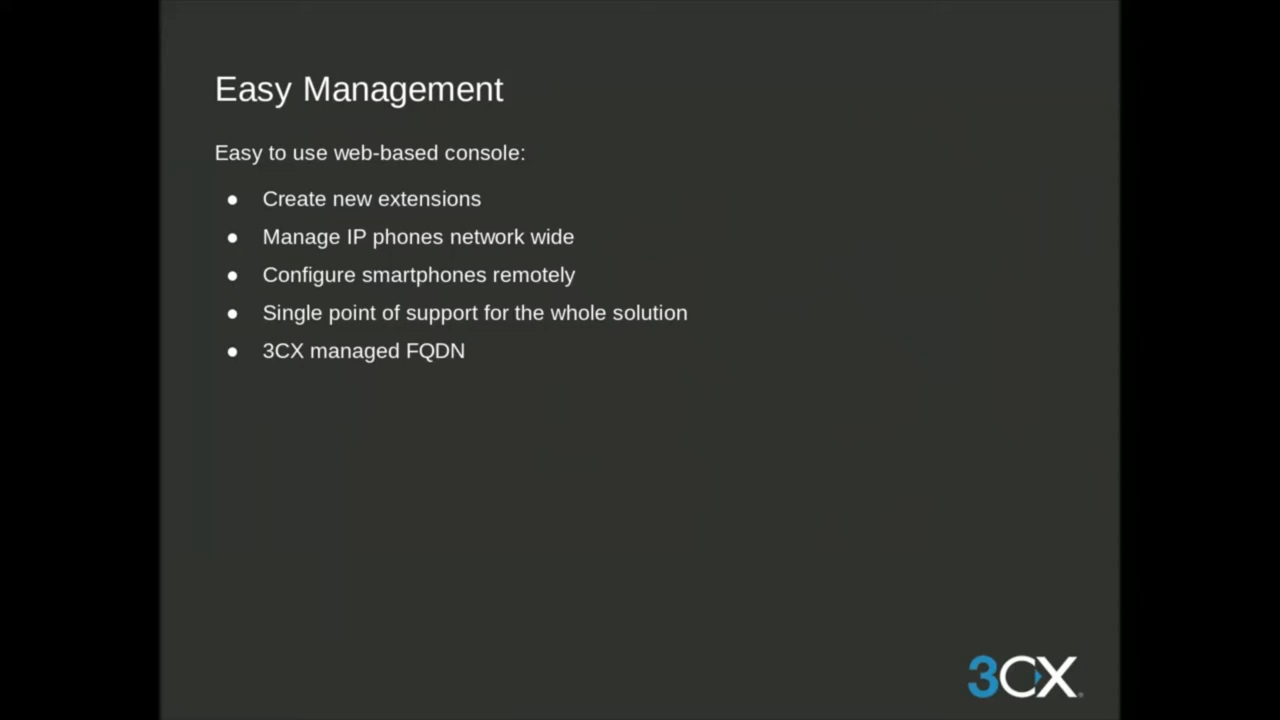 Easy Management
Easy to use web-based console:
● Create new extensions
● Manage IP phones network wide
● Configure smartphones remotely
● Single point of support for the whole solution
● 3CX managed FQDN
3CX